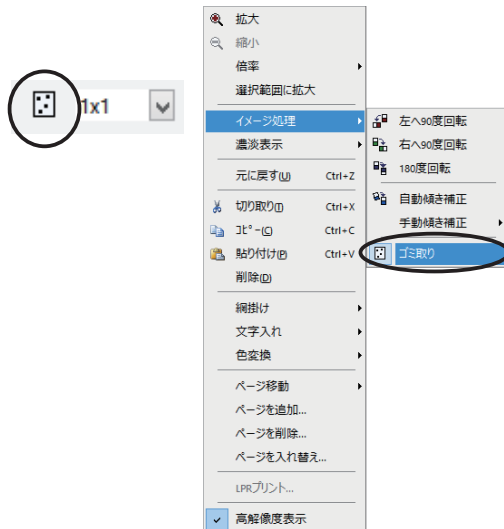 1x1
拡大
縮小
倍率
選択範囲に拡大
イメージ処理
濃淡表示
元に戻す(U) Ctrl+Z
切り取り(T) Ctrl+X
コピー(C) Ctrl+C
貼り付け(P) Ctrl+V
削除(D)
網掛け
文字入れ
色変換
ページ移動
ページを追加...
ページを削除...
ページを入れ替え...
LPRプリント...
高解像度表示
左へ90度回転
右へ90度回転
180度回転
自動傾き補正
手動傾き補正
ゴミ取り